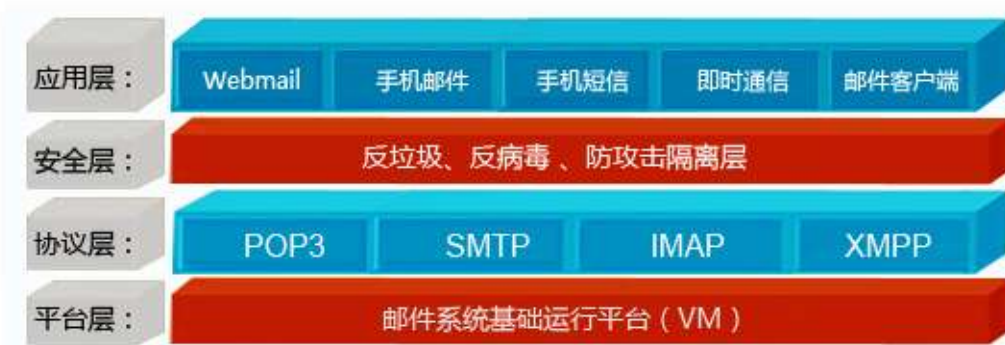 应用层：
Webmail 手机邮件 手机短信 即时通信 邮件客户端
安全层：
反垃圾、反病毒、防攻击隔离层
协议层：
POP3 SMTP IMAP XMPP
平台层：
邮件系统基础运行平台（VM）